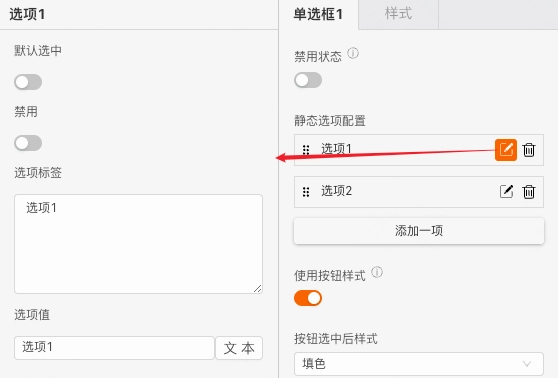 选项1
默认选中
禁用
选项标签
选项1
选项值
选项1
文本
单选框1
样式
禁用状态
静态选项配置
选项1
选项2
添加一项
使用按钮样式
按钮选中后样式
填色